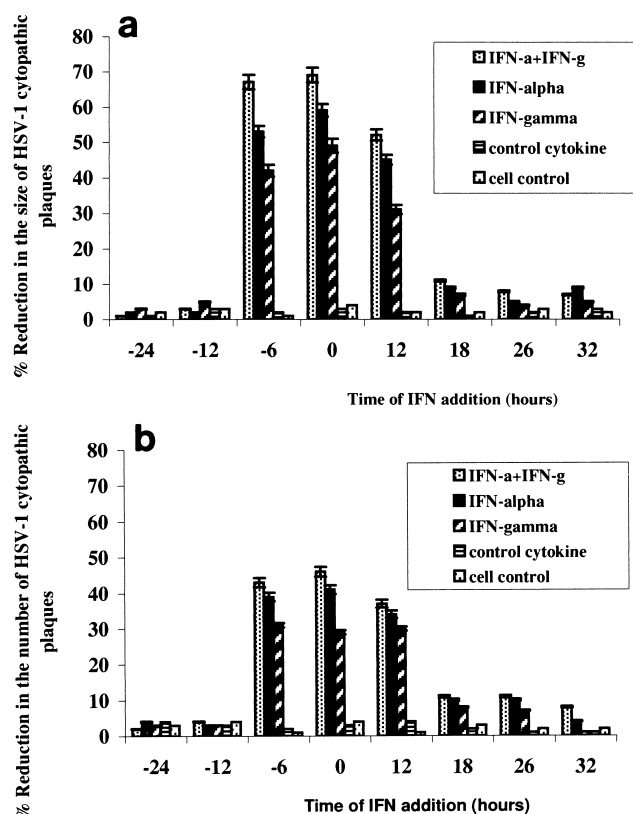 a
% Reduction in the size of HSV-1 cytopathic
plaques
80
70
60
50
40
30
20
10
0
IFN-a+IFN-g
IFN-alpha
IFN-gamma
control cytokine
cell control
-24 -12 -6 0 12 18 26 32
Time of IFN addition (hours)
b
% Reduction in the number of HSV-1 cytopathic
plaques
80
70
60
50
40
30
20
10
0
IFN-a+IFN-g
IFN-alpha
IFN-gamma
control cytokine
cell control
-24 -12 -6 0 12 18 26 32
Time of IFN addition (hours)